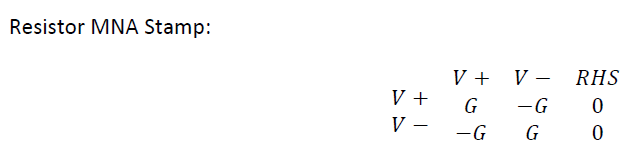 Resistor MNA Stamp:
V + V − RHS
V + G −G 0
V − −G G 0